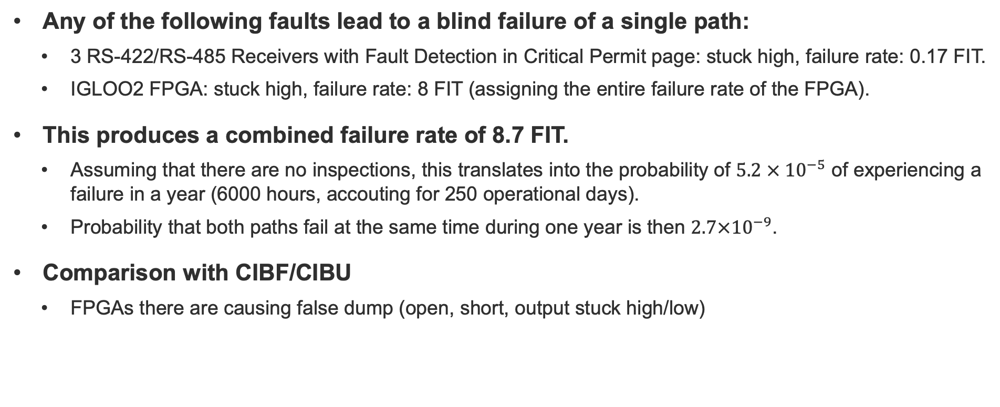 • Any of the following faults lead to a blind failure of a single path:
• 3 RS-422/RS-485 Receivers with Fault Detection in Critical Permit page: stuck high, failure rate: 0.17 FIT.
• IGLOO2 FPGA: stuck high, failure rate: 8 FIT (assigning the entire failure rate of the FPGA).
• This produces a combined failure rate of 8.7 FIT.
• Assuming that there are no inspections, this translates into the probability of 5.2 × 10⁻⁵ of experiencing a
failure in a year (6000 hours, accouting for 250 operational days).
• Probability that both paths fail at the same time during one year is then 2.7×10⁻⁹.
• Comparison with CIBF/CIBU
• FPGAs there are causing false dump (open, short, output stuck high/low)